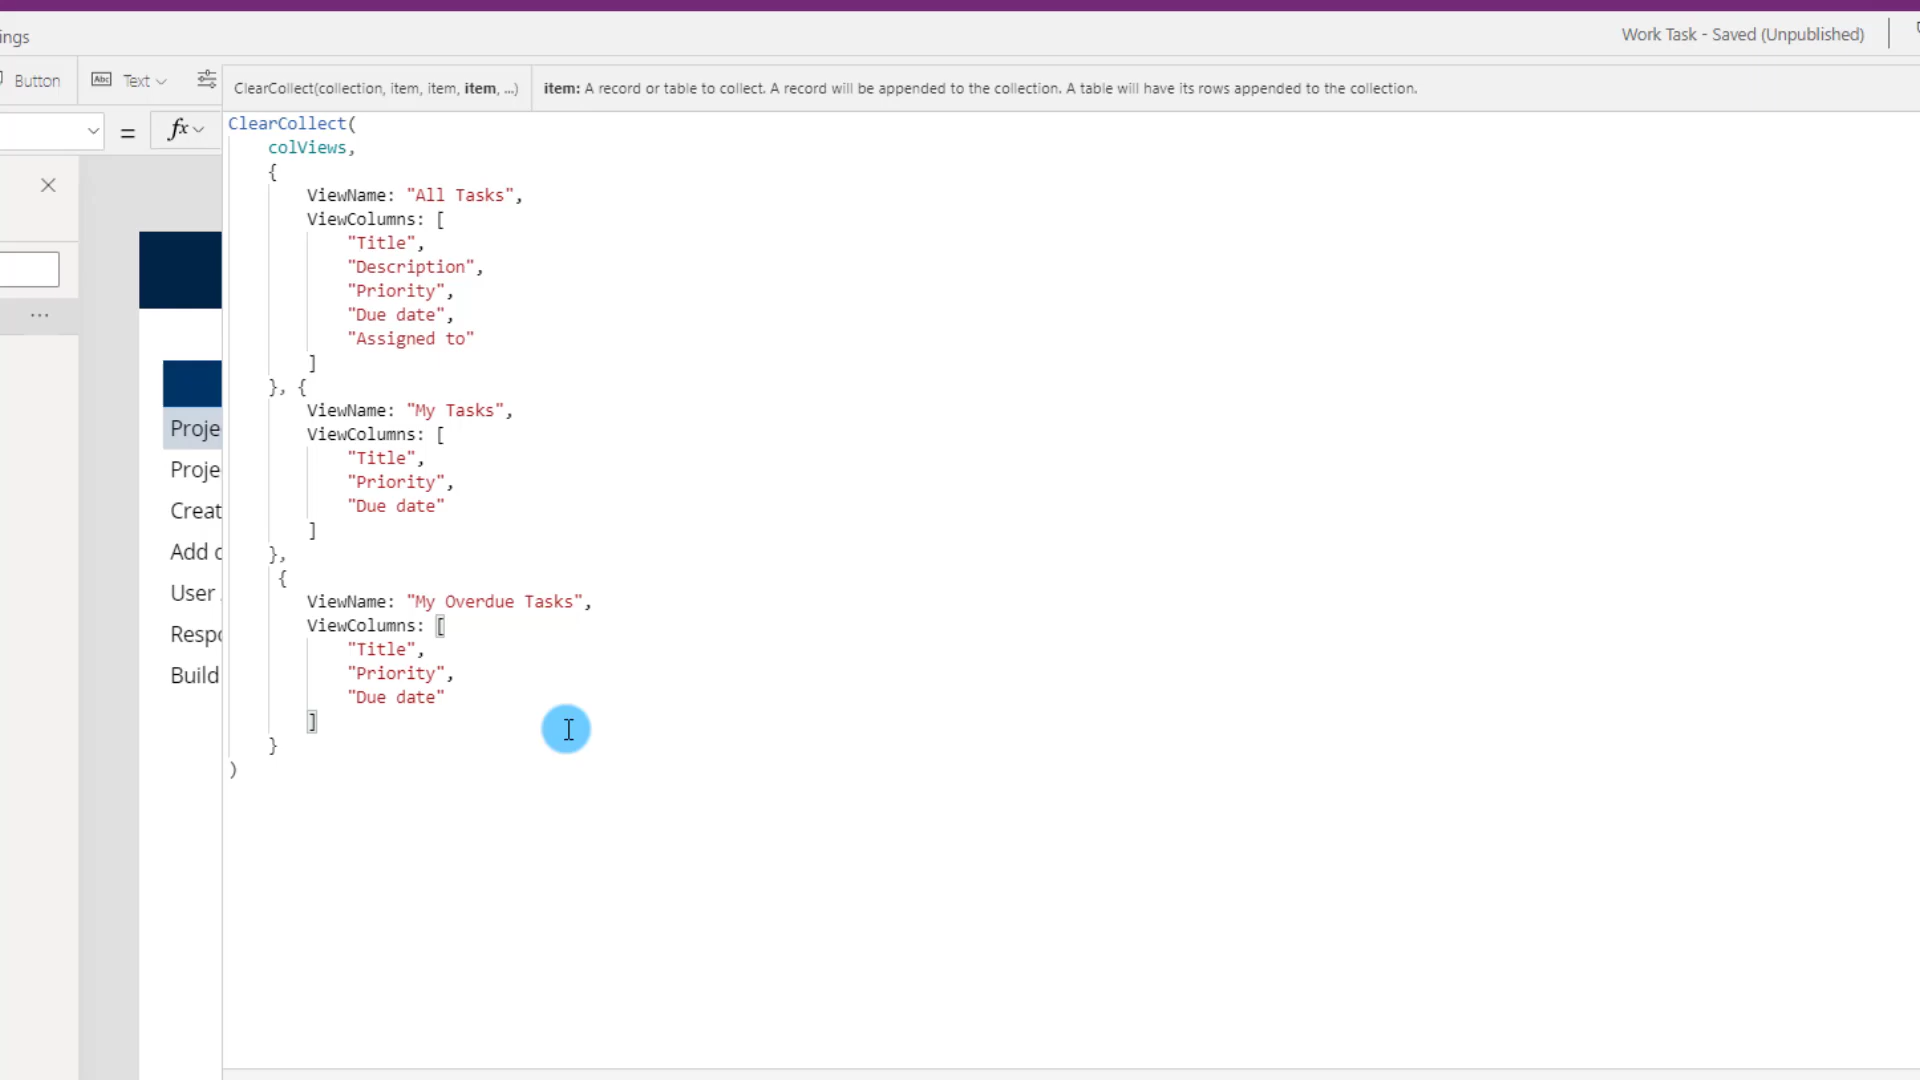 ings
Work Task - Saved (Unpublished)
Button
Abc Text
ClearCollect(collection, item, item, item, ...)
item: A record or table to collect. A record will be appended to the collection. A table will have its rows appended to the collection.
= fx
ClearCollect(
colViews,
{
ViewName: "All Tasks",
ViewColumns: [
"Title",
"Description",
"Priority",
"Due date",
"Assigned to"
]
}, {
ViewName: "My Tasks",
ViewColumns: [
"Title",
"Priority",
"Due date"
]
},
{
ViewName: "My Overdue Tasks",
ViewColumns: [
"Title",
"Priority",
"Due date"
]
}
)
...
Proje
Proje
Creat
Add
User
Resp
Build